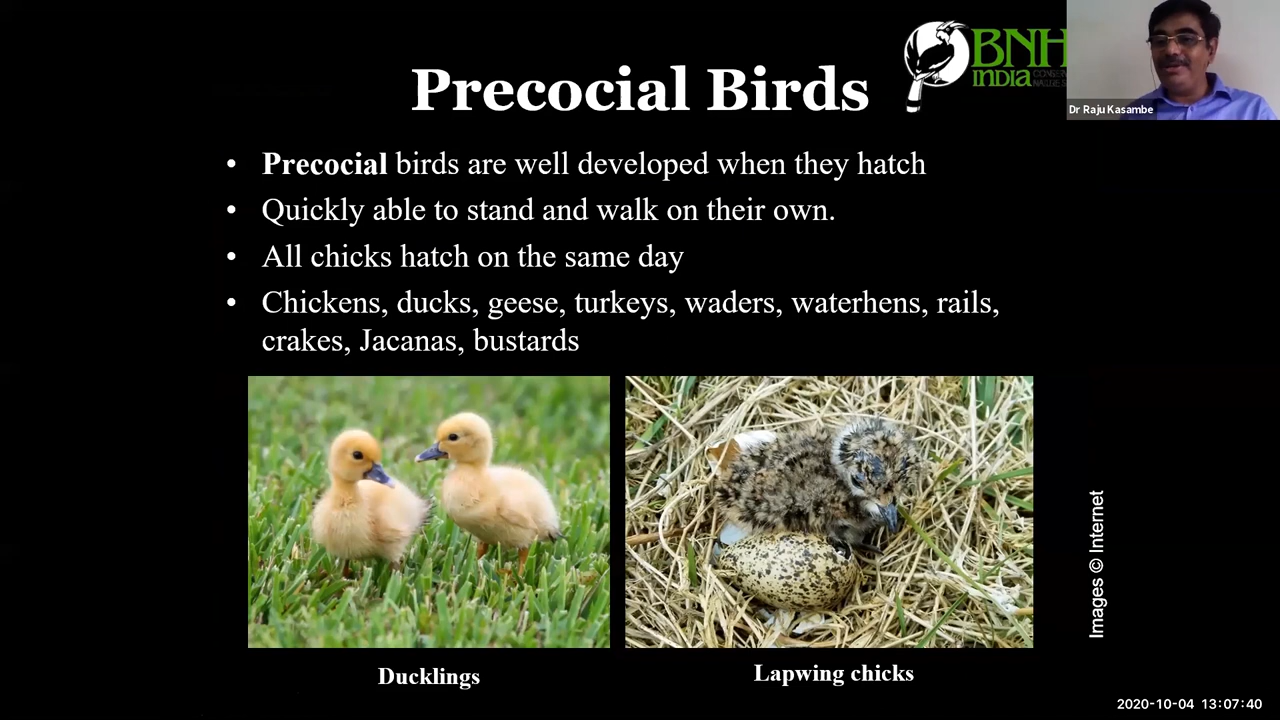 BNH
INDIA
Precocial Birds
Dr Raju Kasambe
• Precocial birds are well developed when they hatch
• Quickly able to stand and walk on their own.
• All chicks hatch on the same day
• Chickens, ducks, geese, turkeys, waders, waterhens, rails,
crakes, Jacanas, bustards
Images © Internet
Ducklings
Lapwing chicks
2020-10-04 13:07:40